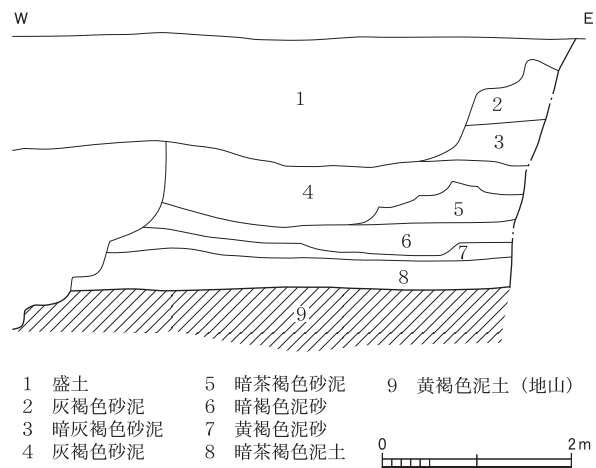 W E
1
2
3
4
5
6
7
8
9
1 盛土
2 灰褐色砂泥
3 暗灰褐色砂泥
4 灰褐色砂泥
5 暗茶褐色砂泥
6 暗褐色泥砂
7 黄褐色泥砂
8 暗茶褐色泥土
9 黄褐色泥土（地山）
0 2m